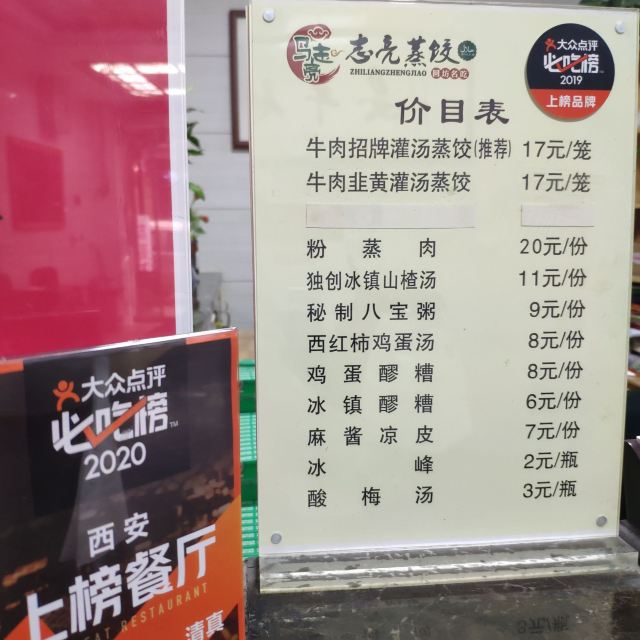 马志亮
志亮蒸饺
ZHILIANGZHENGJIAO
大众点评
必吃榜
2019
上榜品牌
价目表
牛肉招牌灌汤蒸饺(推荐) 17元/笼
牛肉韭黄灌汤蒸饺 17元/笼
粉蒸肉 20元/份
独创冰镇山楂汤 11元/份
秘制八宝粥 9元/份
西红柿鸡蛋汤 8元/份
鸡蛋醪糟 8元/份
冰镇醪糟 6元/份
麻酱凉皮 7元/份
冰峰 2元/瓶
酸梅汤 3元/瓶
大众点评
必吃榜™
2020
西安
上榜餐厅
EAT RESTAURANT
清真